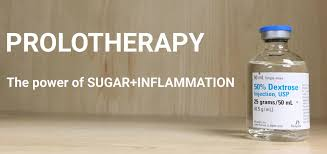 PROLOTHERAPY
The power of SUGAR+INFLAMMATION
50% Dextrose
Injection, USP
25 grams/50 mL